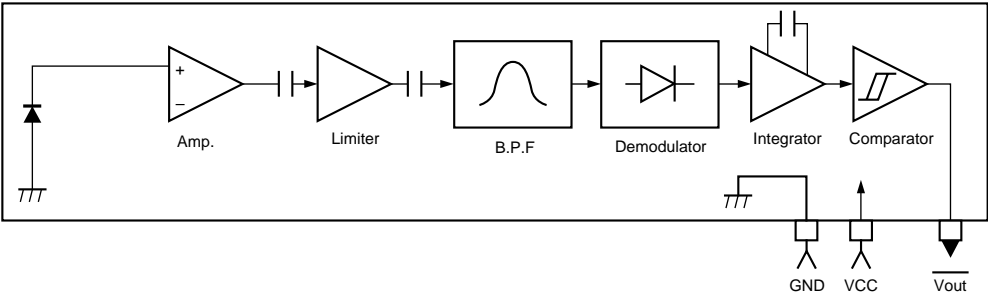 +
−
Amp.
Limiter
B.P.F
Demodulator
Integrator
Comparator
GND
VCC
Vout